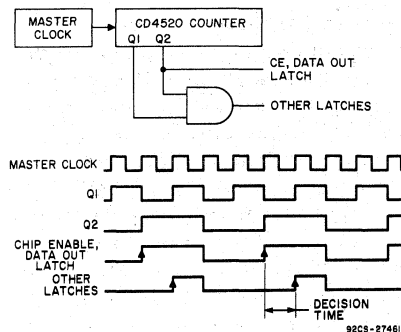 MASTER
CLOCK
CD4520 COUNTER
Q1 Q2
CE, DATA OUT
LATCH
OTHER LATCHES
MASTER CLOCK
Q1
Q2
CHIP ENABLE,
DATA OUT
LATCH
OTHER
LATCHES
DECISION
TIME
92CS-27461